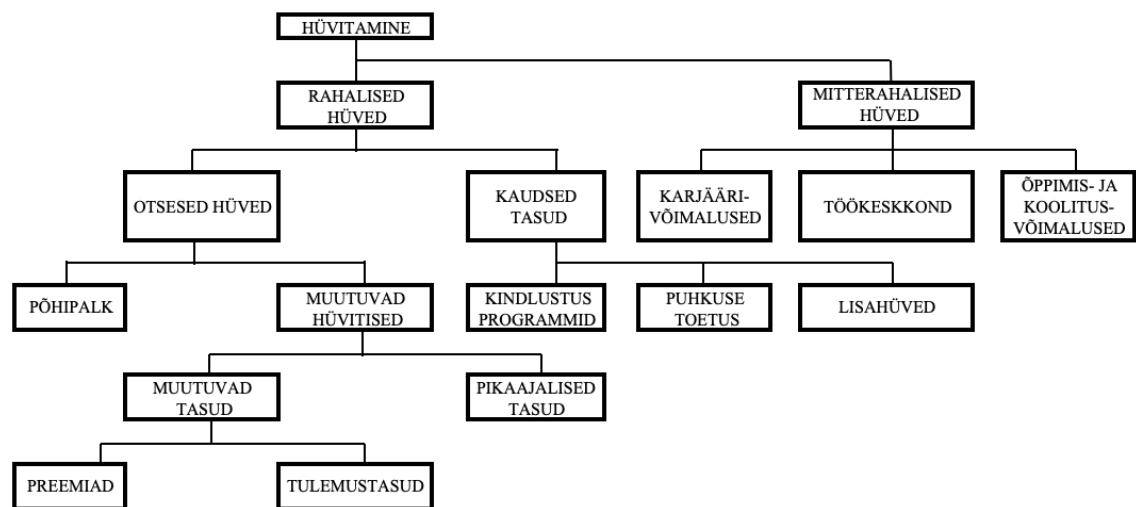 HÜVITAMINE
RAHALISED
HÜVED
MITTERAHALISED
HÜVED
OTSESED HÜVED
KAUDSED
TASUD
KARJÄÄRI-
VÕIMALUSED
TÖÖKESKKOND
ÕPPIMIS- JA
KOOLITUS-
VÕIMALUSED
PÕHIPALK
MUUTUVAD
HÜVITISED
KINDLUSTUS
PROGRAMMID
PUHKUSE
TOETUS
LISAHÜVED
MUUTUVAD
TASUD
PIKAAJALISED
TASUD
PREEMIAD
TULEMUSTASUD